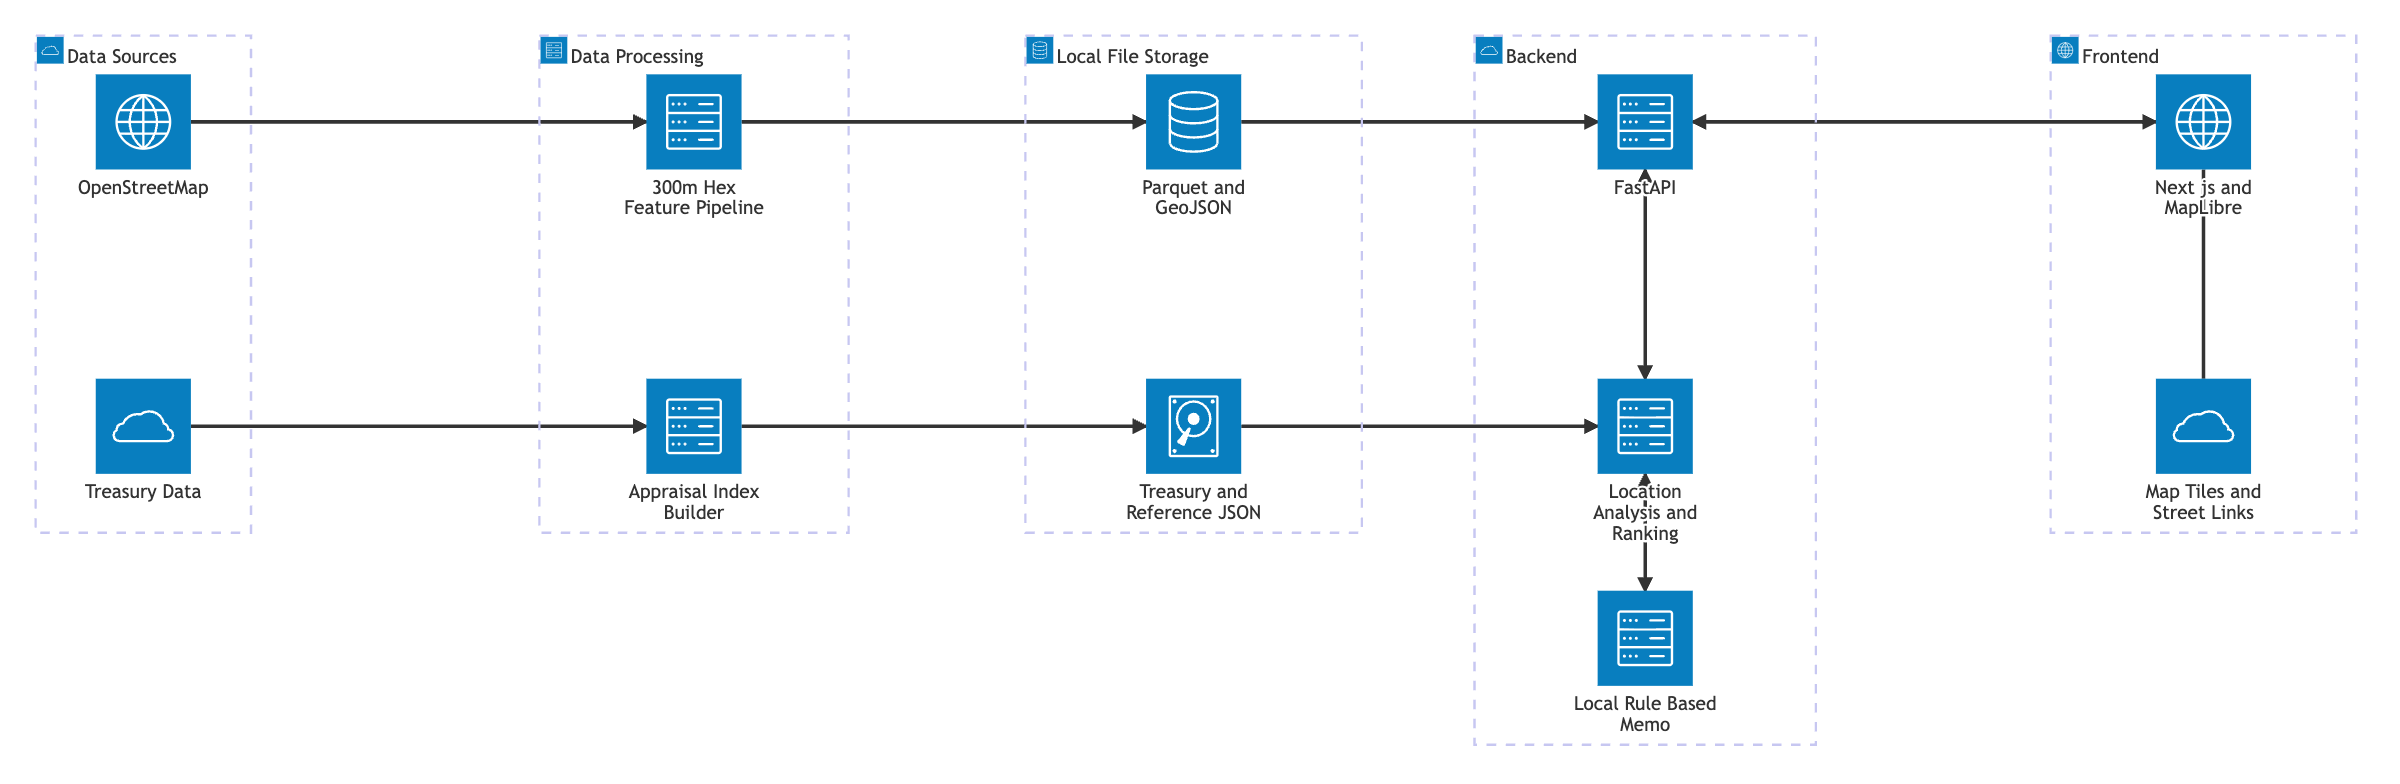 Data Sources
Data Processing
Local File Storage
Backend
Frontend
OpenStreetMap
300m Hex
Feature Pipeline
Parquet and
GeoJSON
FastAPI
Next js and
MapLibre
Treasury Data
Appraisal Index
Builder
Treasury and
Reference JSON
Location
Analysis and
Ranking
Map Tiles and
Street Links
Local Rule Based
Memo